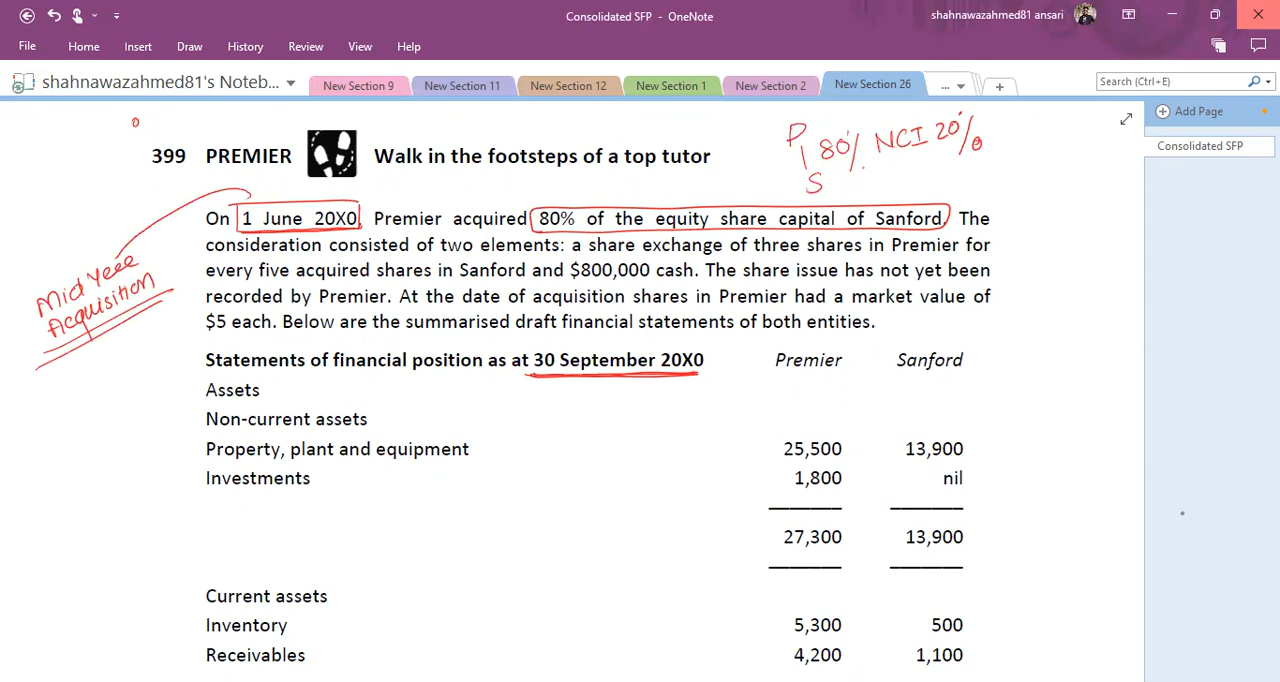 Consolidated SFP - OneNote
shahnawazahmed81 ansari
File Home Insert Draw History Review View Help
shahnawazahmed81's Noteb... New Section 9 New Section 11 New Section 12 New Section 1 New Section 2 New Section 26 ... Search (Ctrl+E)
Add Page
Consolidated SFP
P 80% NCI 20%
S
399 PREMIER Walk in the footsteps of a top tutor
Mid Year
Acquisition
On 1 June 20X0, Premier acquired 80% of the equity share capital of Sanford. The
consideration consisted of two elements: a share exchange of three shares in Premier for
every five acquired shares in Sanford and $800,000 cash. The share issue has not yet been
recorded by Premier. At the date of acquisition shares in Premier had a market value of
$5 each. Below are the summarised draft financial statements of both entities.
Statements of financial position as at 30 September 20X0 Premier Sanford
Assets
Non-current assets
Property, plant and equipment 25,500 13,900
Investments 1,800 nil
27,300 13,900
Current assets
Inventory 5,300 500
Receivables 4,200 1,100